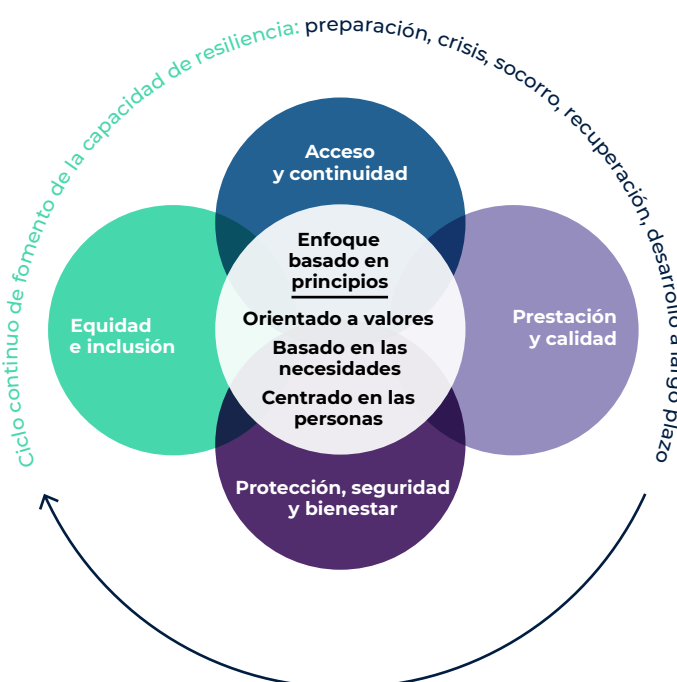 Ciclo continuo de fomento de la capacidad de resiliencia: preparación, crisis, socorro, recuperación, desarrollo a largo plazo
Acceso
y continuidad
Enfoque
basado en
principios
Orientado a valores
Basado en las
necesidades
Centrado en las
personas
Equidad
e inclusión
Prestación
y calidad
Protección, seguridad
y bienestar